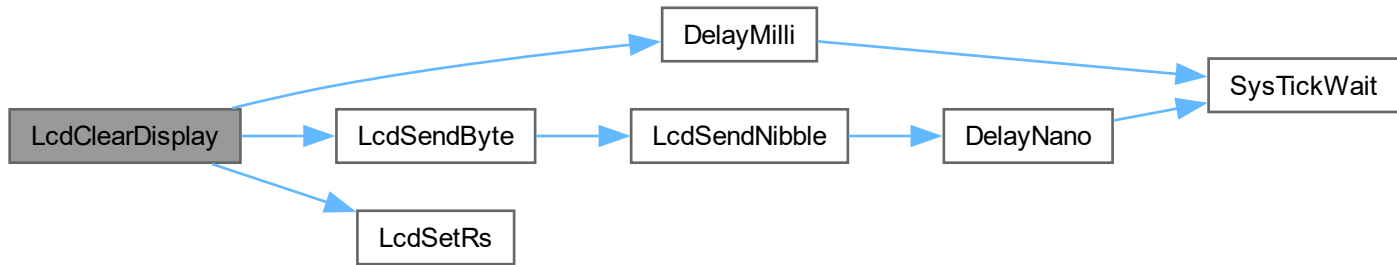 DelayMilli
SysTickWait
LcdClearDisplay
LcdSendByte
LcdSendNibble
DelayNano
LcdSetRs